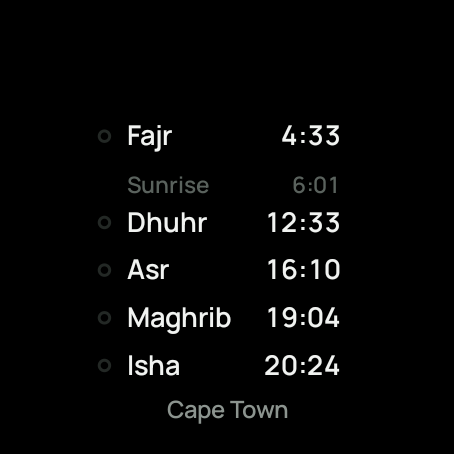 Fajr 4:33
Sunrise 6:01
Dhuhr 12:33
Asr 16:10
Maghrib 19:04
Isha 20:24
Cape Town